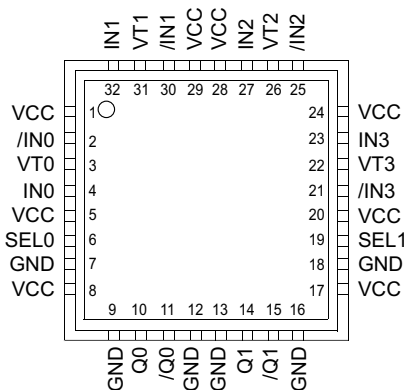 IN1 VT1 /IN1 VCC VCC IN2 VT2 /IN2
32 31 30 29 28 27 26 25
VCC 1 24 VCC
/IN0 2 23 IN3
VT0 3 22 VT3
IN0 4 21 /IN3
VCC 5 20 VCC
SEL0 6 19 SEL1
GND 7 18 GND
VCC 8 17 VCC
9 10 11 12 13 14 15 16
GND Q0 /Q0 GND GND Q1 /Q1 GND